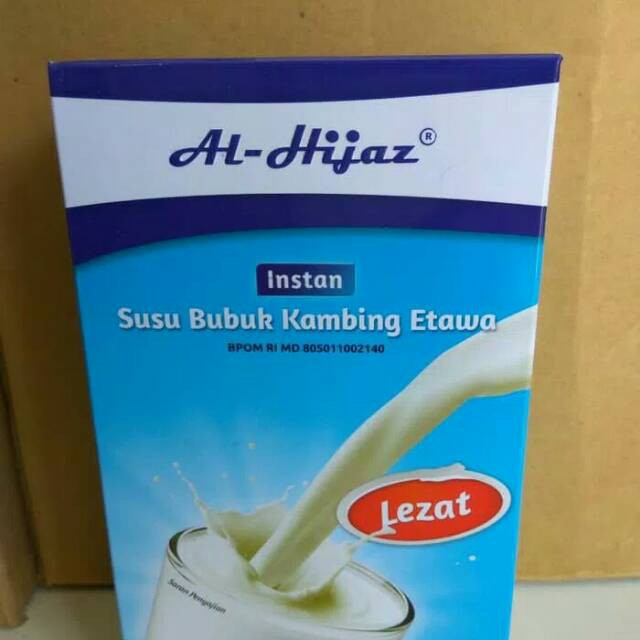 Al-Hijaz®
Instan
Susu Bubuk Kambing Etawa
BPOM RI MD 805011002140
Lezat
Saran Penyajian